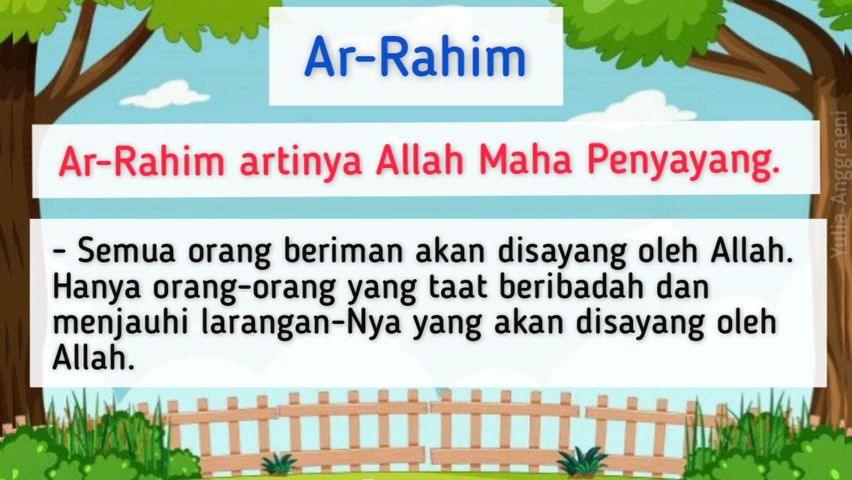 Ar-Rahim
Ar-Rahim artinya Allah Maha Penyayang.
- Semua orang beriman akan disayang oleh Allah.
Hanya orang-orang yang taat beribadah dan
menjauhi larangan-Nya yang akan disayang oleh
Allah.
Yulia Anggraeni